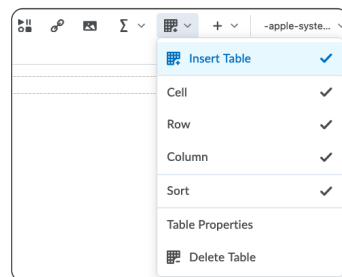 Σ
-apple-syste...
Insert Table
Cell
Row
Column
Sort
Table Properties
Delete Table